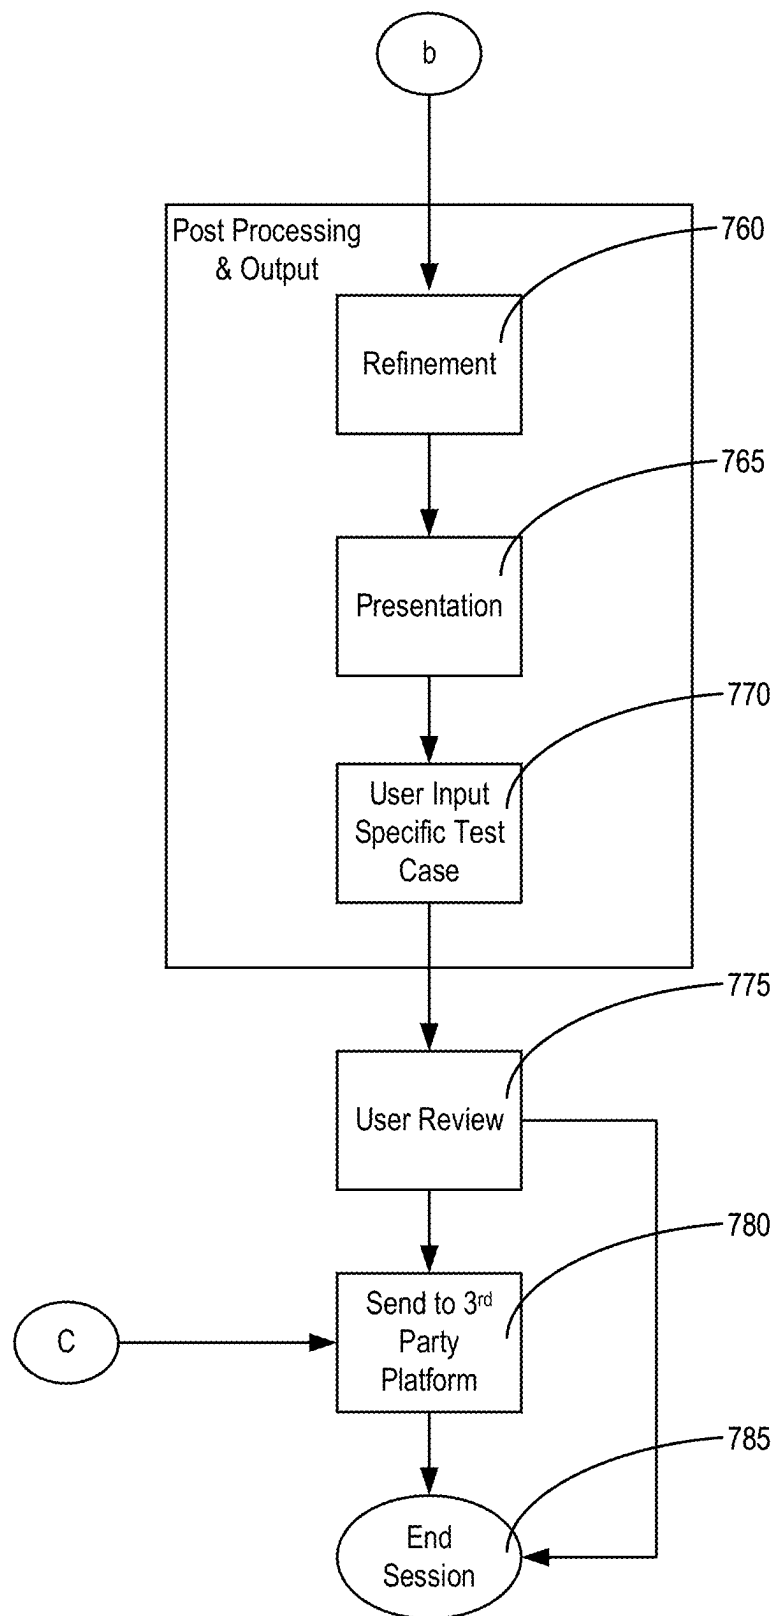 b
Post Processing
& Output
760
Refinement
765
Presentation
770
User Input
Specific Test
Case
775
User Review
780
Send to 3rd
Party
Platform
C
785
End
Session